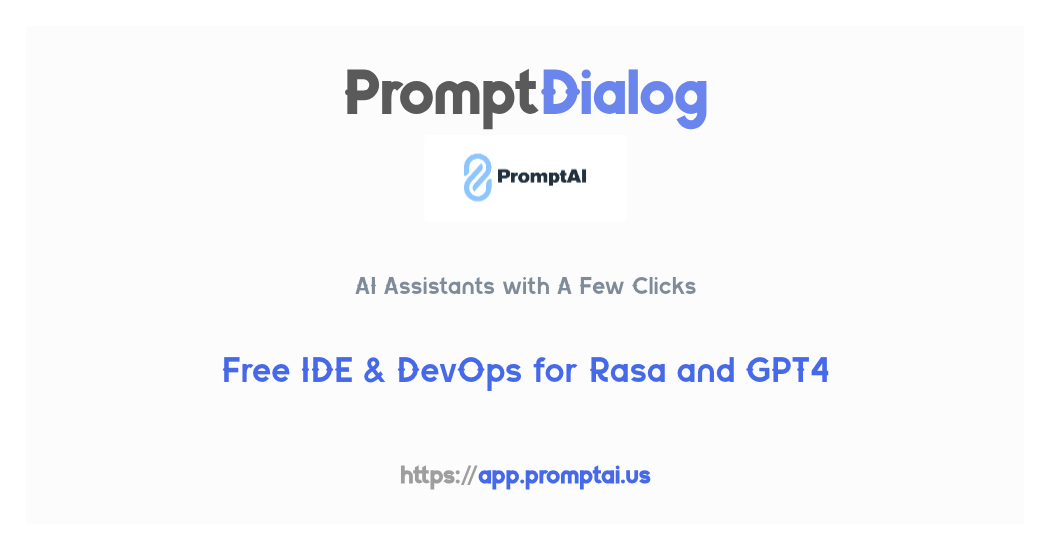 PromptDialog
PromptAI
AI Assistants with A Few Clicks
Free IDE & DevOps for Rasa and GPT4
https://app.promptai.us